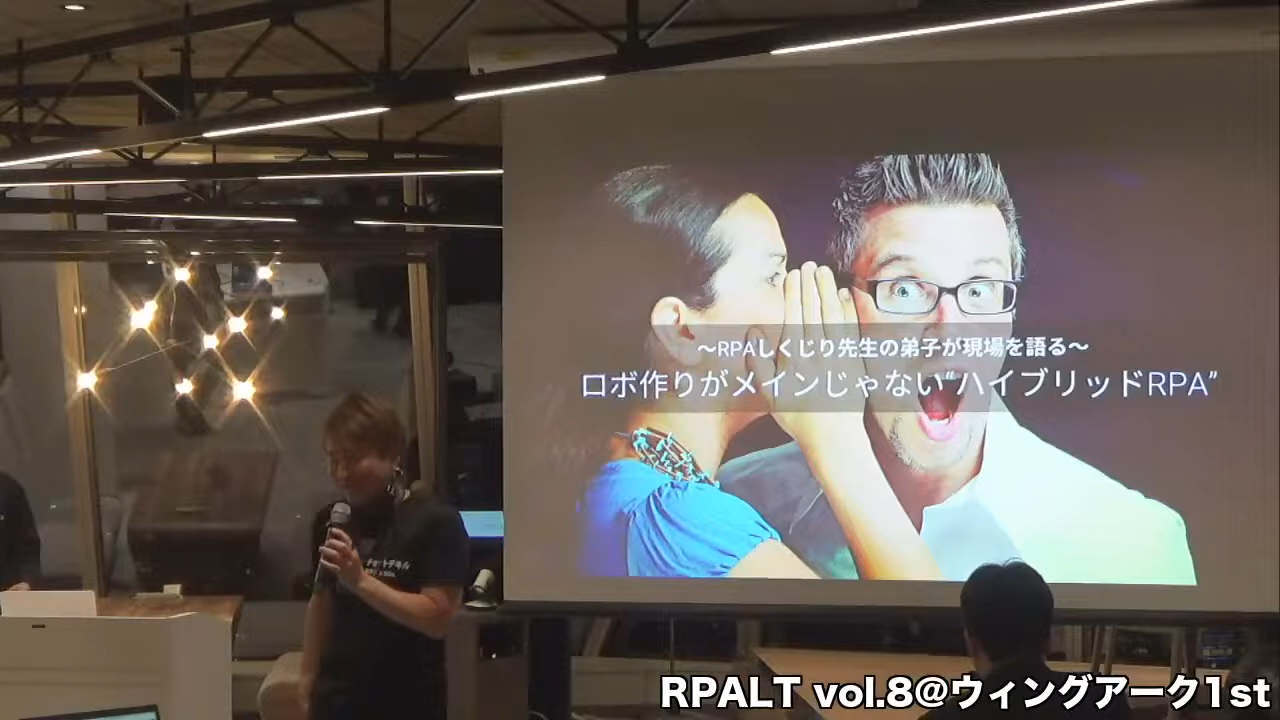 ～RPAしくじり先生の弟子が現場を語る～
ロボ作りがメインじゃない“ハイブリッドRPA”
RPALT vol.8@ウィングアーク1st